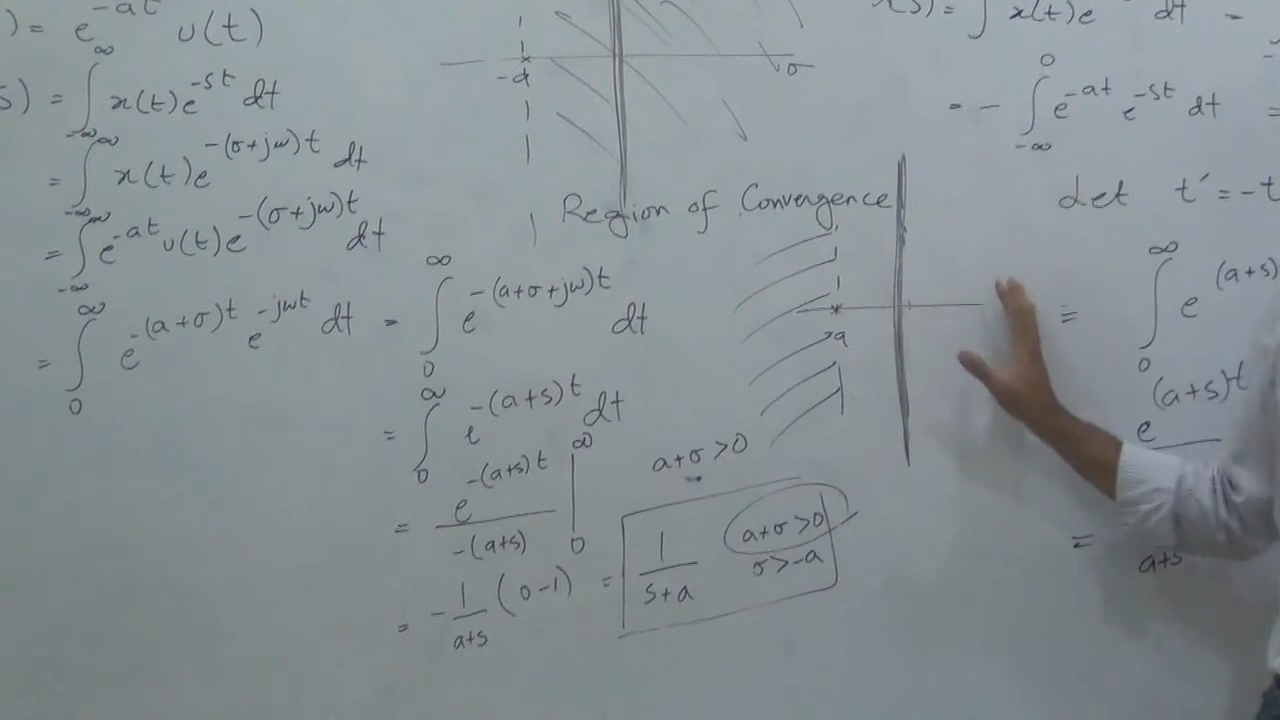 ) = e^{-at} u(t)
s) = ∫_{-∞}^{∞} x(t) e^{-st} dt
= ∫_{-∞}^{∞} x(t) e^{-(σ+jω)t} dt
= ∫_{-∞}^{∞} e^{-at} u(t) e^{-(σ+jω)t} dt
= ∫_{0}^{∞} e^{-(a+σ)t} e^{-jωt} dt = ∫_{0}^{∞} e^{-(a+σ+jω)t} dt
= ∫_{0}^{∞} e^{-(a+s)t} dt
= e^{-(a+s)t} / -(a+s) |_{0}^{∞}
= -1/(a+s) (0-1) = 1/(s+a)
a+σ>0
a+σ>0
σ>-a
-a
σ
Region of Convergence
-a
= ∫ x(t) e dt -
= - ∫_{-∞}^{0} e^{-at} e^{-st} dt =
Let t' = -t
= ∫_{0}^{∞} e^{(a+s)
e^{(a+s)t
= a+s